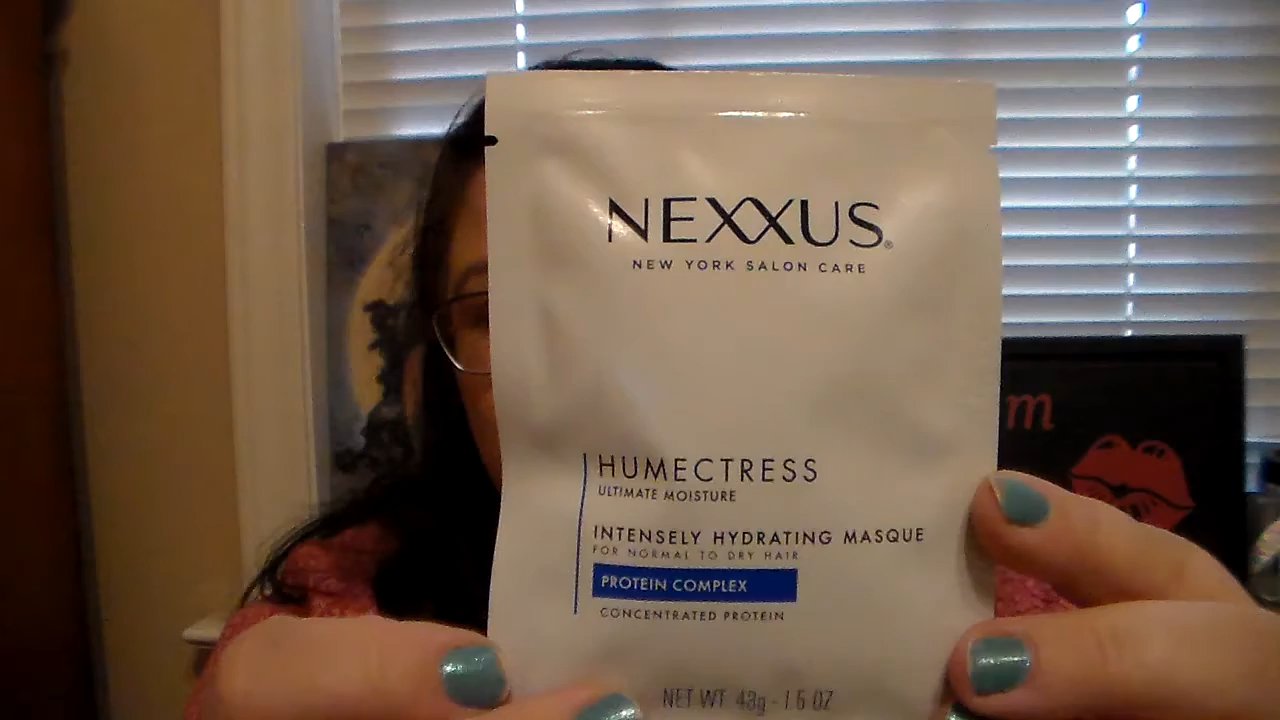 NEXXUS®
NEW YORK SALON CARE
m
HUMECTRESS
ULTIMATE MOISTURE
INTENSELY HYDRATING MASQUE
FOR NORMAL TO DRY HAIR
PROTEIN COMPLEX
CONCENTRATED PROTEIN
NET WT 43g - 1.5 OZ